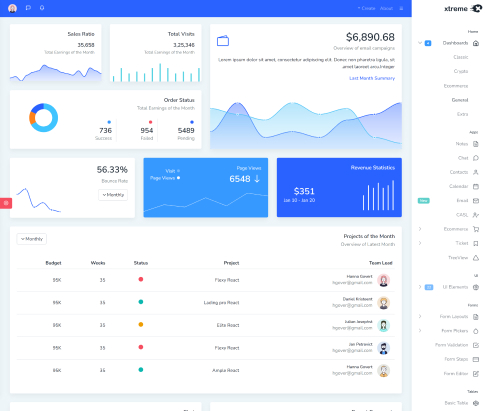 + Create
About
xtreme
Sales Ratio
35,658
Total Earnings of the Month
Total Visits
3,25,346
Total Earnings of the Month
$6,890.68
Overview of email campaigns
Lorem ipsum dolor sit amet, consectetur adipiscing elit. Donec nec pharetra ligula, sit
amet laoreet arcu.Integer
Last Month Summary
Order Status
Total Earnings of the Month
736
Success
954
Failed
5489
Pending
56.33%
Bounce Rate
Monthly
Visit
Page Views
Page Views
6548
Revenue Statistics
$351
Jan 10 - Jan 20
Monthly
Projects of the Month
Overview of Latest Month
Budget
Weeks
Status
Project
Team Lead
95K
35
Flexy React
Hanna Gover
hgover@gmail.com
95K
35
Lading pro React
Daniel Kristeen
hgover@gmail.com
95K
35
Elite React
Julian Josephs
hgover@gmail.com
95K
35
Flexy React
Jan Petrovic
hgover@gmail.com
95K
35
Ample React
Hanna Gover
hgover@gmail.com
Home
4
Dashboards
Classic
Crypto
Ecommerce
General
Extra
Apps
Notes
Chat
Contacts
Calendar
New
Email
CASL
Ecommerce
Ticket
TreeView
UI
UI Elements
Forms
Form Layouts
Form Pickers
Form Validation
Form Steps
Form Editor
Tables
Basic Table